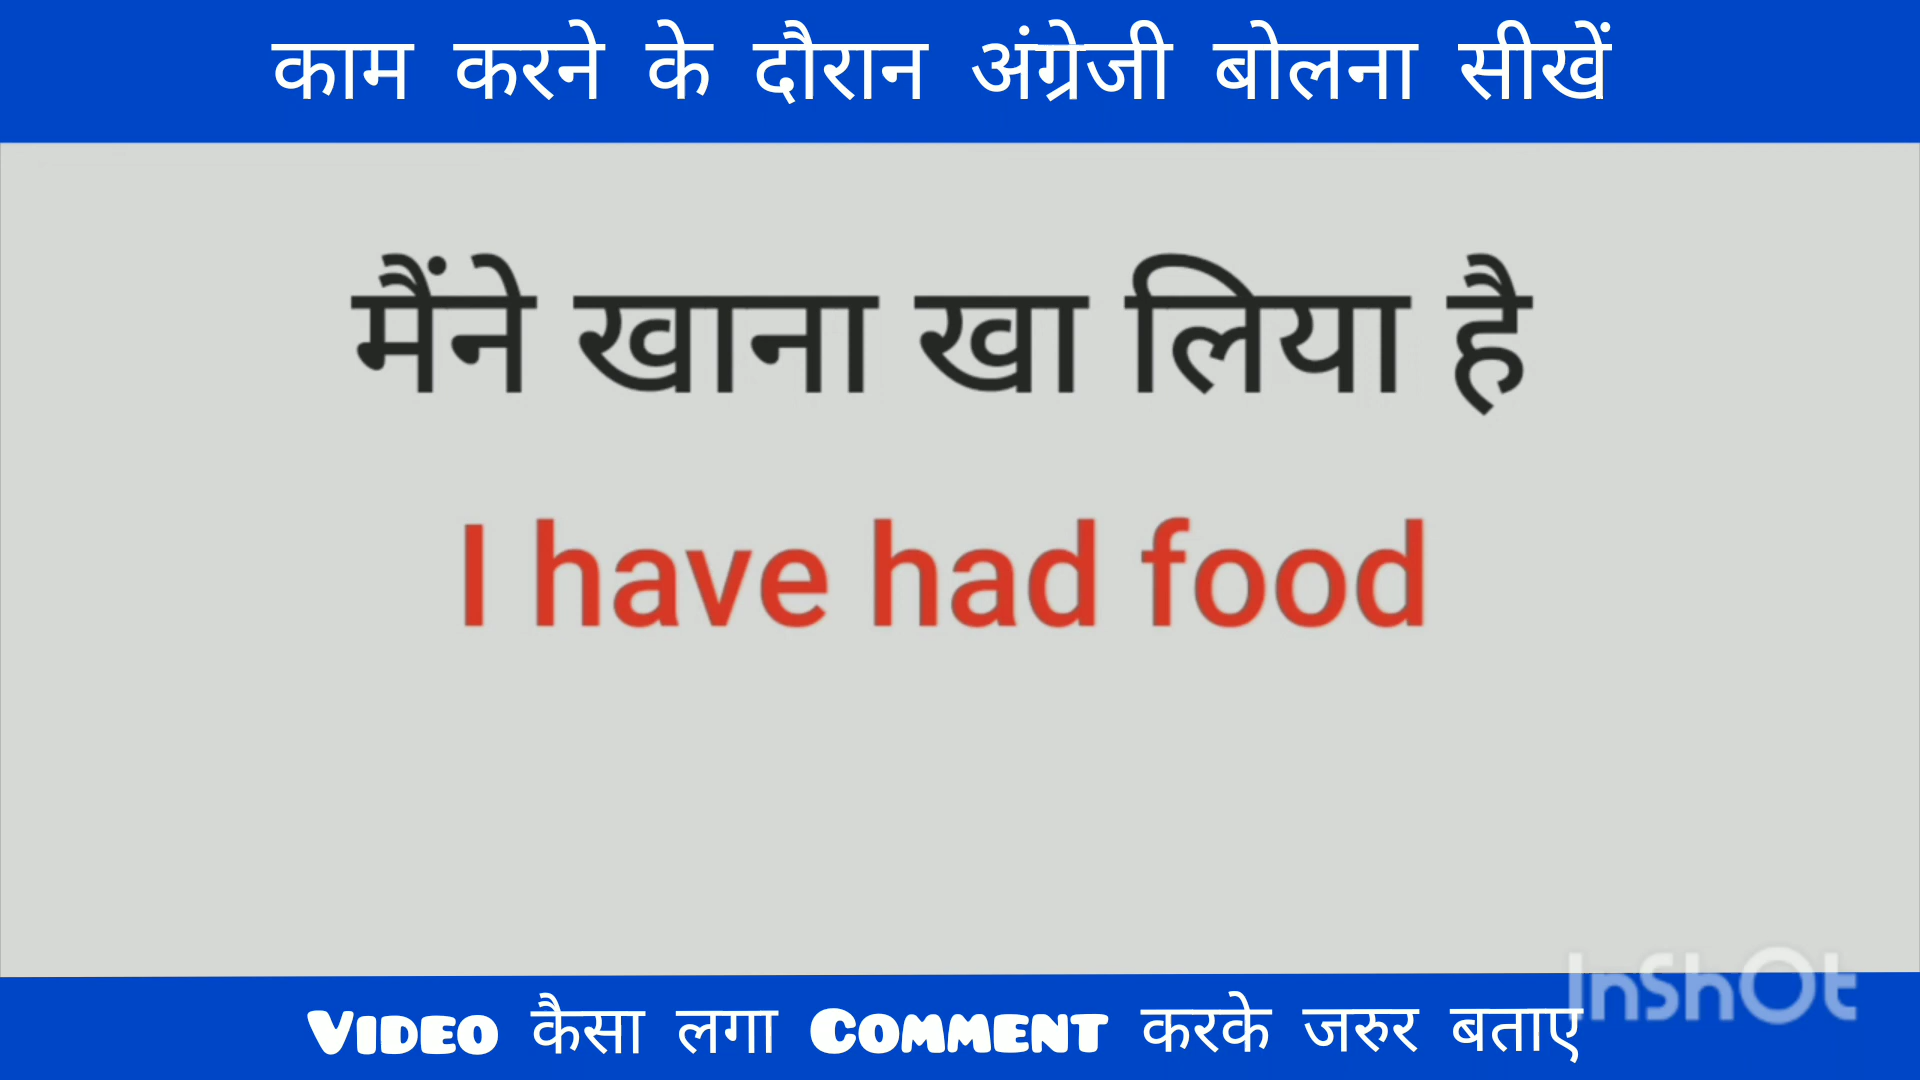 काम करने के दौरान अंग्रेजी बोलना सीखें
मैंने खाना खा लिया है
I have had food
InShOt
VIDEO कैसा लगा COMMENT करके जरुर बताए